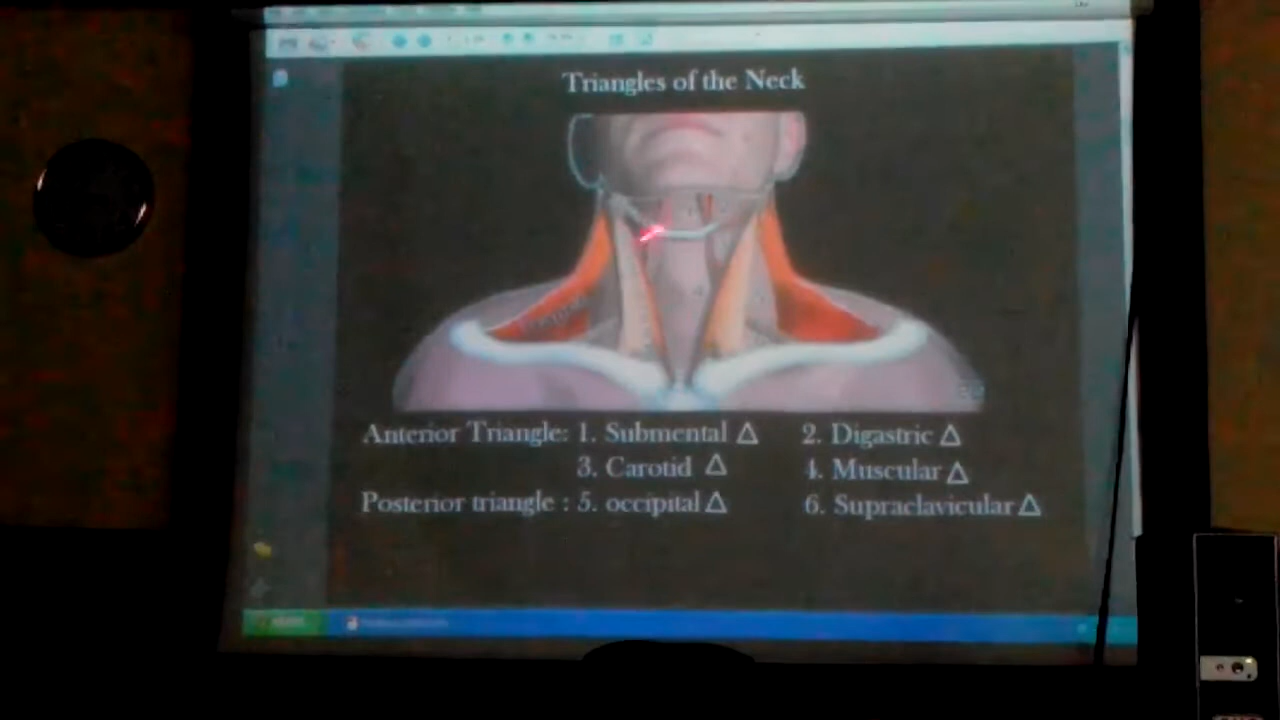 Triangles of the Neck
Anterior Triangle: 1. Submental △ 2. Digastric △
3. Carotid △ 4. Muscular △
Posterior triangle : 5. occipital △ 6. Supraclavicular △